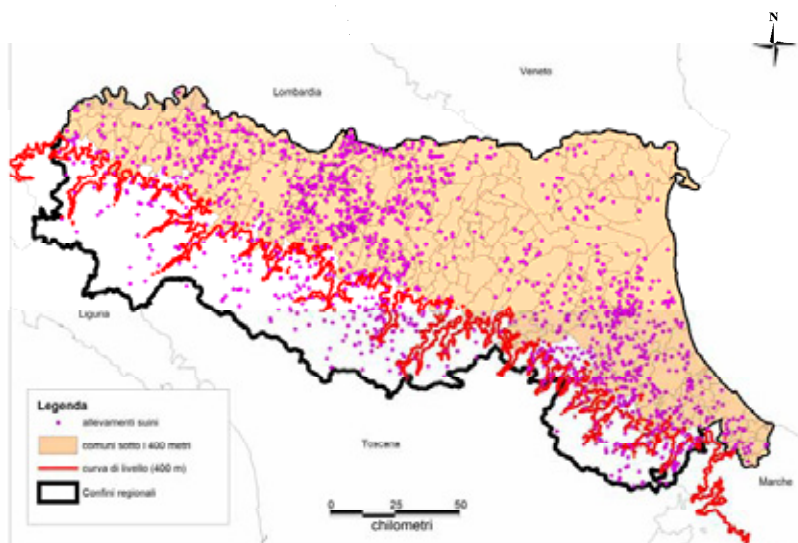 N
Veneto
Lombardia
Liguria
Legenda
allevamenti suini
comuni sotto i 400 metri
curva di livello (400 m)
Confini regionali
Toscana
Marche
0 25 50
chilometri